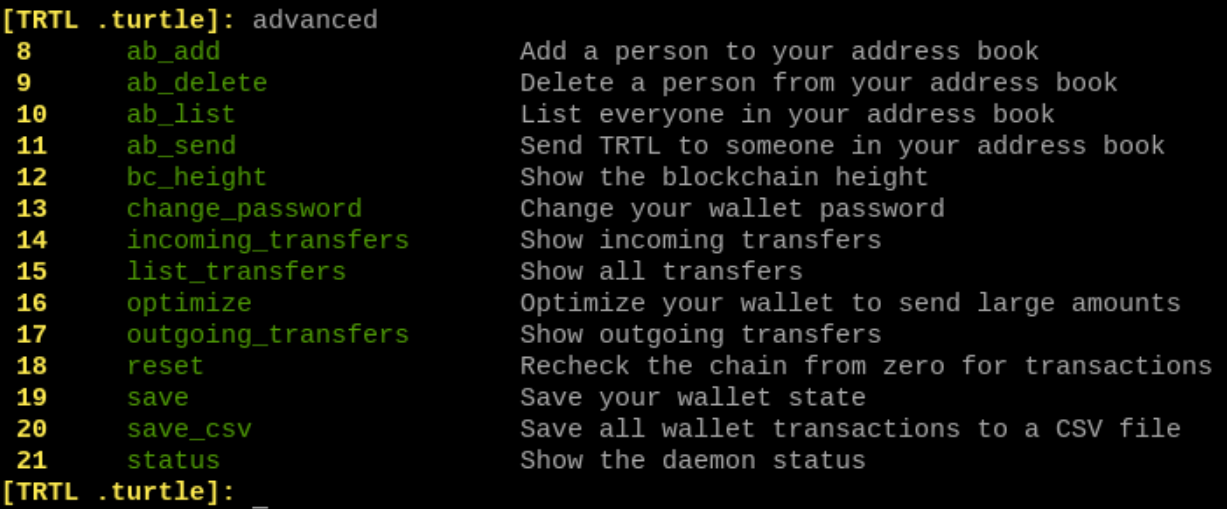 [TRTL .turtle]: advanced
8 ab_add Add a person to your address book
9 ab_delete Delete a person from your address book
10 ab_list List everyone in your address book
11 ab_send Send TRTL to someone in your address book
12 bc_height Show the blockchain height
13 change_password Change your wallet password
14 incoming_transfers Show incoming transfers
15 list_transfers Show all transfers
16 optimize Optimize your wallet to send large amounts
17 outgoing_transfers Show outgoing transfers
18 reset Recheck the chain from zero for transactions
19 save Save your wallet state
20 save_csv Save all wallet transactions to a CSV file
21 status Show the daemon status
[TRTL .turtle]: _